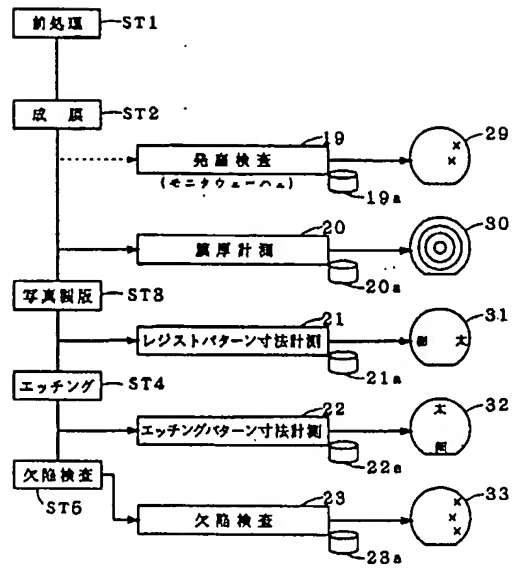 前処理 ST1
成膜 ST2
19 29
発塵検査
(モニタウェーハ) 19a
20 30
膜厚計測
20a
写真製版 ST3
21 31
レジストパターン寸法計測 細 太
21a
エッチング ST4
22 32
エッチングパターン寸法計測 太
22a 細
欠陥検査 ST5
23 33
欠陥検査
23a